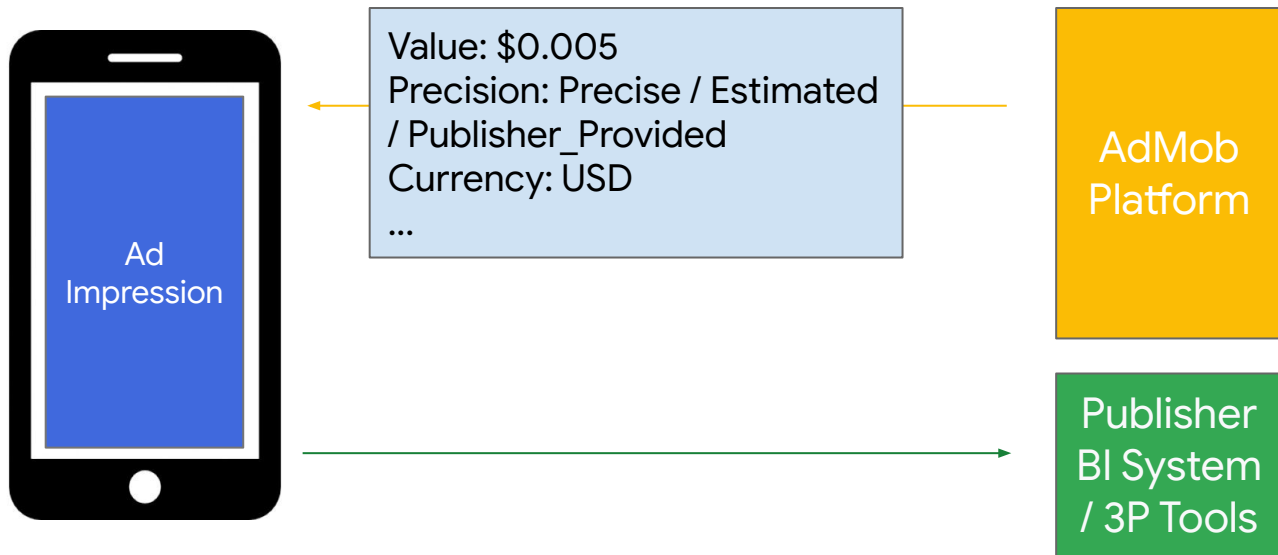 Value: $0.005
Precision: Precise / Estimated
/ Publisher_Provided
Currency: USD
...
Ad
Impression
AdMob
Platform
Publisher
BI System
/ 3P Tools